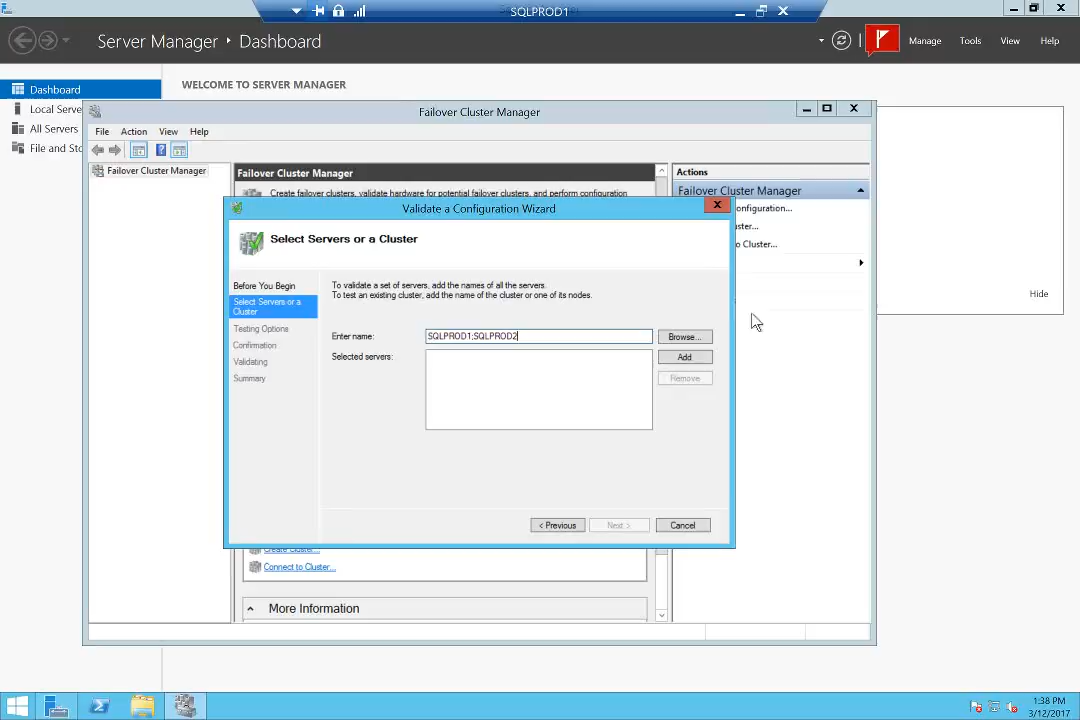 SQLPROD1
Server Manager
Dashboard
Manage
Tools
View
Help
Dashboard
Local Serve
All Servers
File and Sto
WELCOME TO SERVER MANAGER
Hide
Failover Cluster Manager
File
Action
View
Help
Failover Cluster Manager
Failover Cluster Manager
Create failover clusters, validate hardware for potential failover clusters, and perform configuration
Actions
Failover Cluster Manager
onfiguration...
ster...
o Cluster...
Validate a Configuration Wizard
Select Servers or a Cluster
Before You Begin
Select Servers or a
Cluster
Testing Options
Confirmation
Validating
Summary
To validate a set of servers, add the names of all the servers.
To test an existing cluster, add the name of the cluster or one of its nodes.
Enter name:
SQLPROD1;SQLPROD2
Browse...
Selected servers:
Add
Remove
< Previous
Next >
Cancel
Create Cluster...
Connect to Cluster...
More Information
1:38 PM
3/12/2017